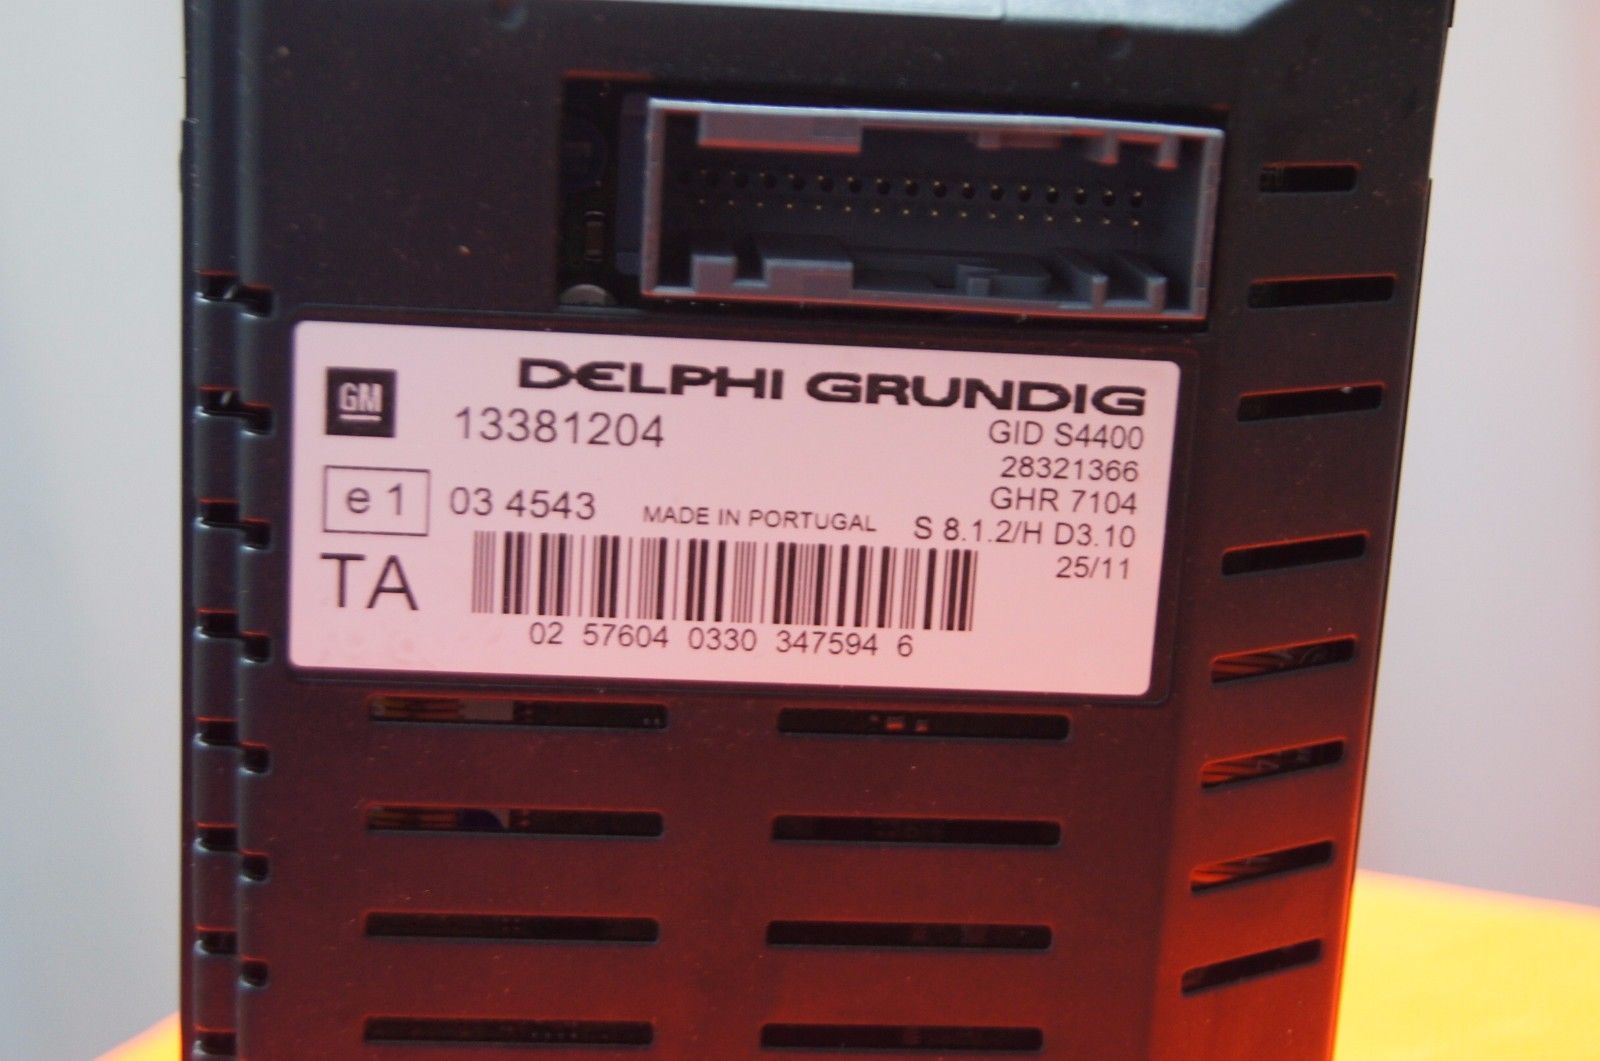 GM
DELPHI GRUNDIG
13381204
GID S4400
28321366
GHR 7104
S 8.1.2/H D3.10
25/11
e 1
03 4543
MADE IN PORTUGAL
TA
02 57604 0330 347594 6